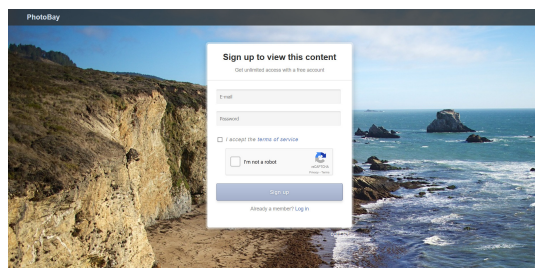 PhotoBay
Sign up to view this content
Get unlimited access with a free account
E-mail
Password
I accept the terms of service
I'm not a robot
reCAPTCHA
Privacy - Terms
Sign up
Already a member? Log in